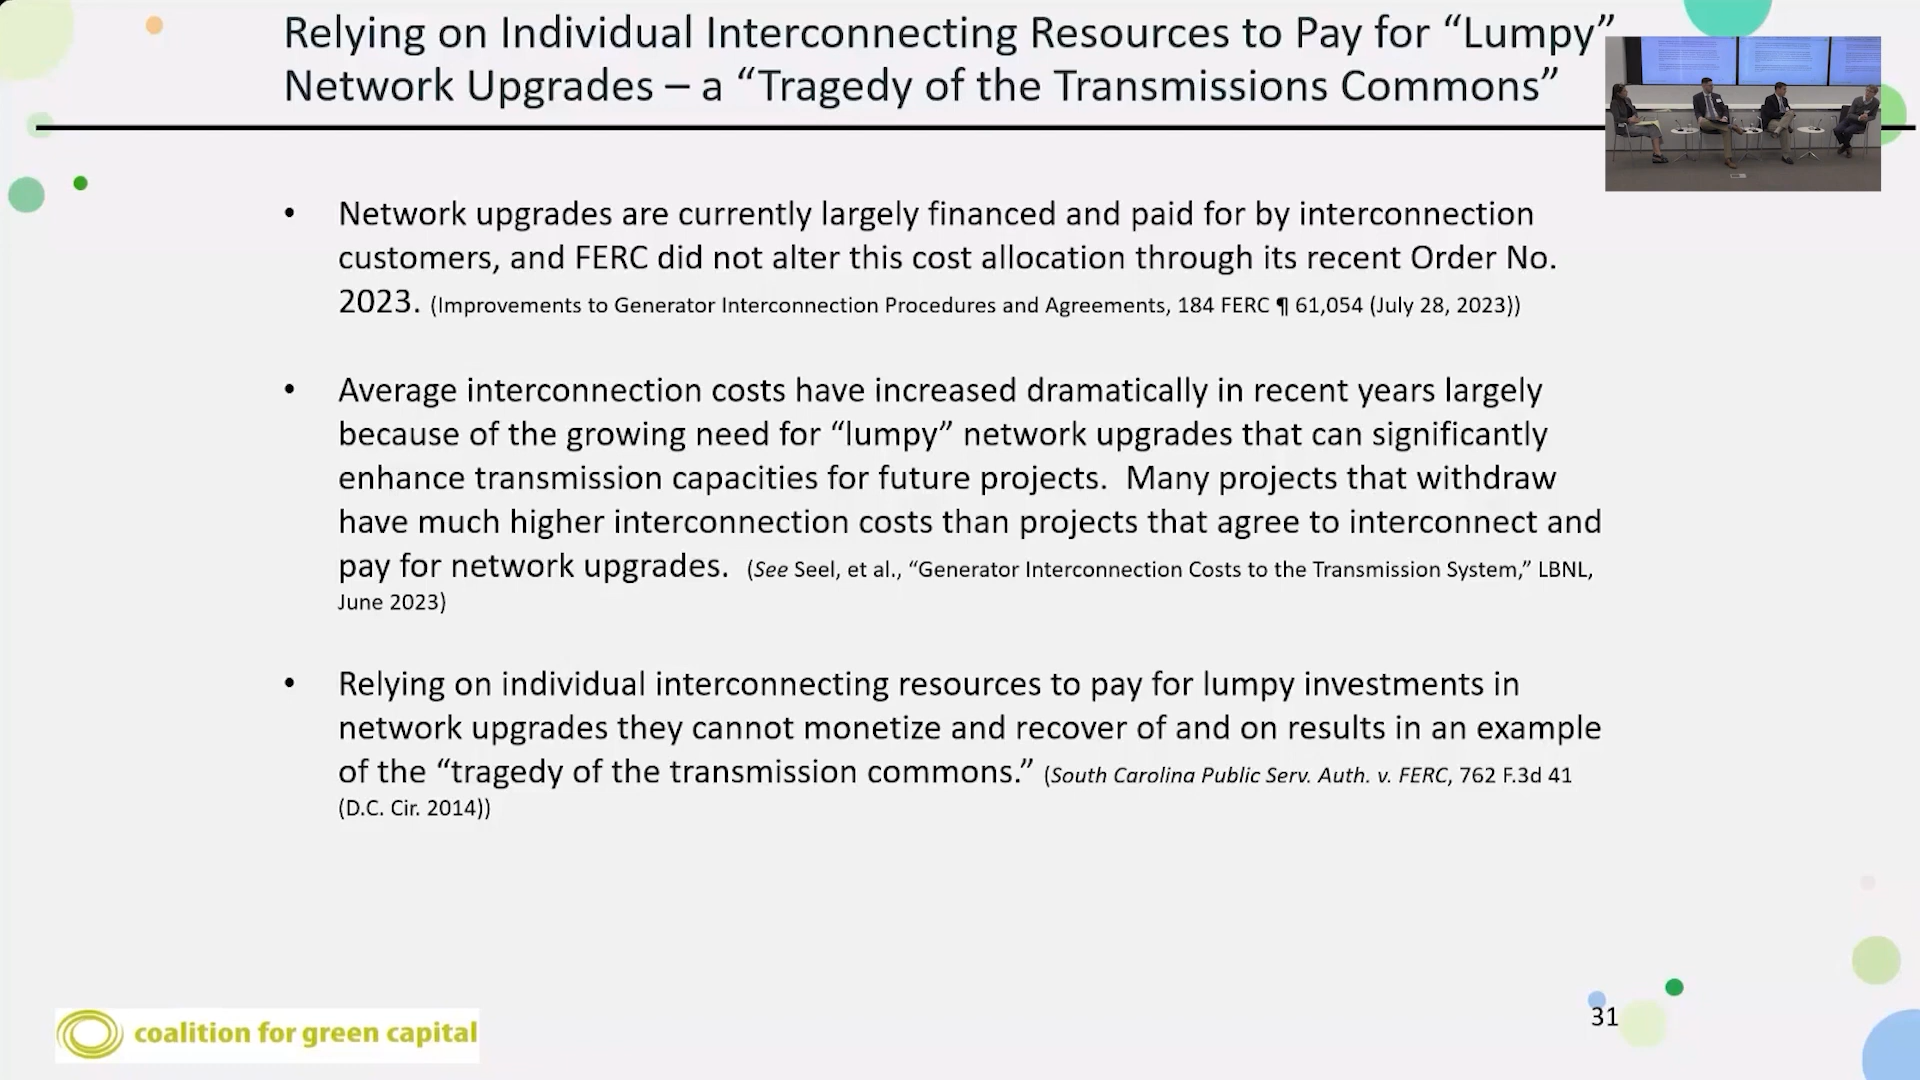 Relying on Individual Interconnecting Resources to Pay for “Lumpy”
Network Upgrades – a “Tragedy of the Transmissions Commons”
• Network upgrades are currently largely financed and paid for by interconnection
customers, and FERC did not alter this cost allocation through its recent Order No.
2023. (Improvements to Generator Interconnection Procedures and Agreements, 184 FERC ¶ 61,054 (July 28, 2023))
• Average interconnection costs have increased dramatically in recent years largely
because of the growing need for “lumpy” network upgrades that can significantly
enhance transmission capacities for future projects.  Many projects that withdraw
have much higher interconnection costs than projects that agree to interconnect and
pay for network upgrades.  (See Seel, et al., “Generator Interconnection Costs to the Transmission System,” LBNL,
June 2023)
• Relying on individual interconnecting resources to pay for lumpy investments in
network upgrades they cannot monetize and recover of and on results in an example
of the “tragedy of the transmission commons.” (South Carolina Public Serv. Auth. v. FERC, 762 F.3d 41
(D.C. Cir. 2014))
coalition for green capital
31